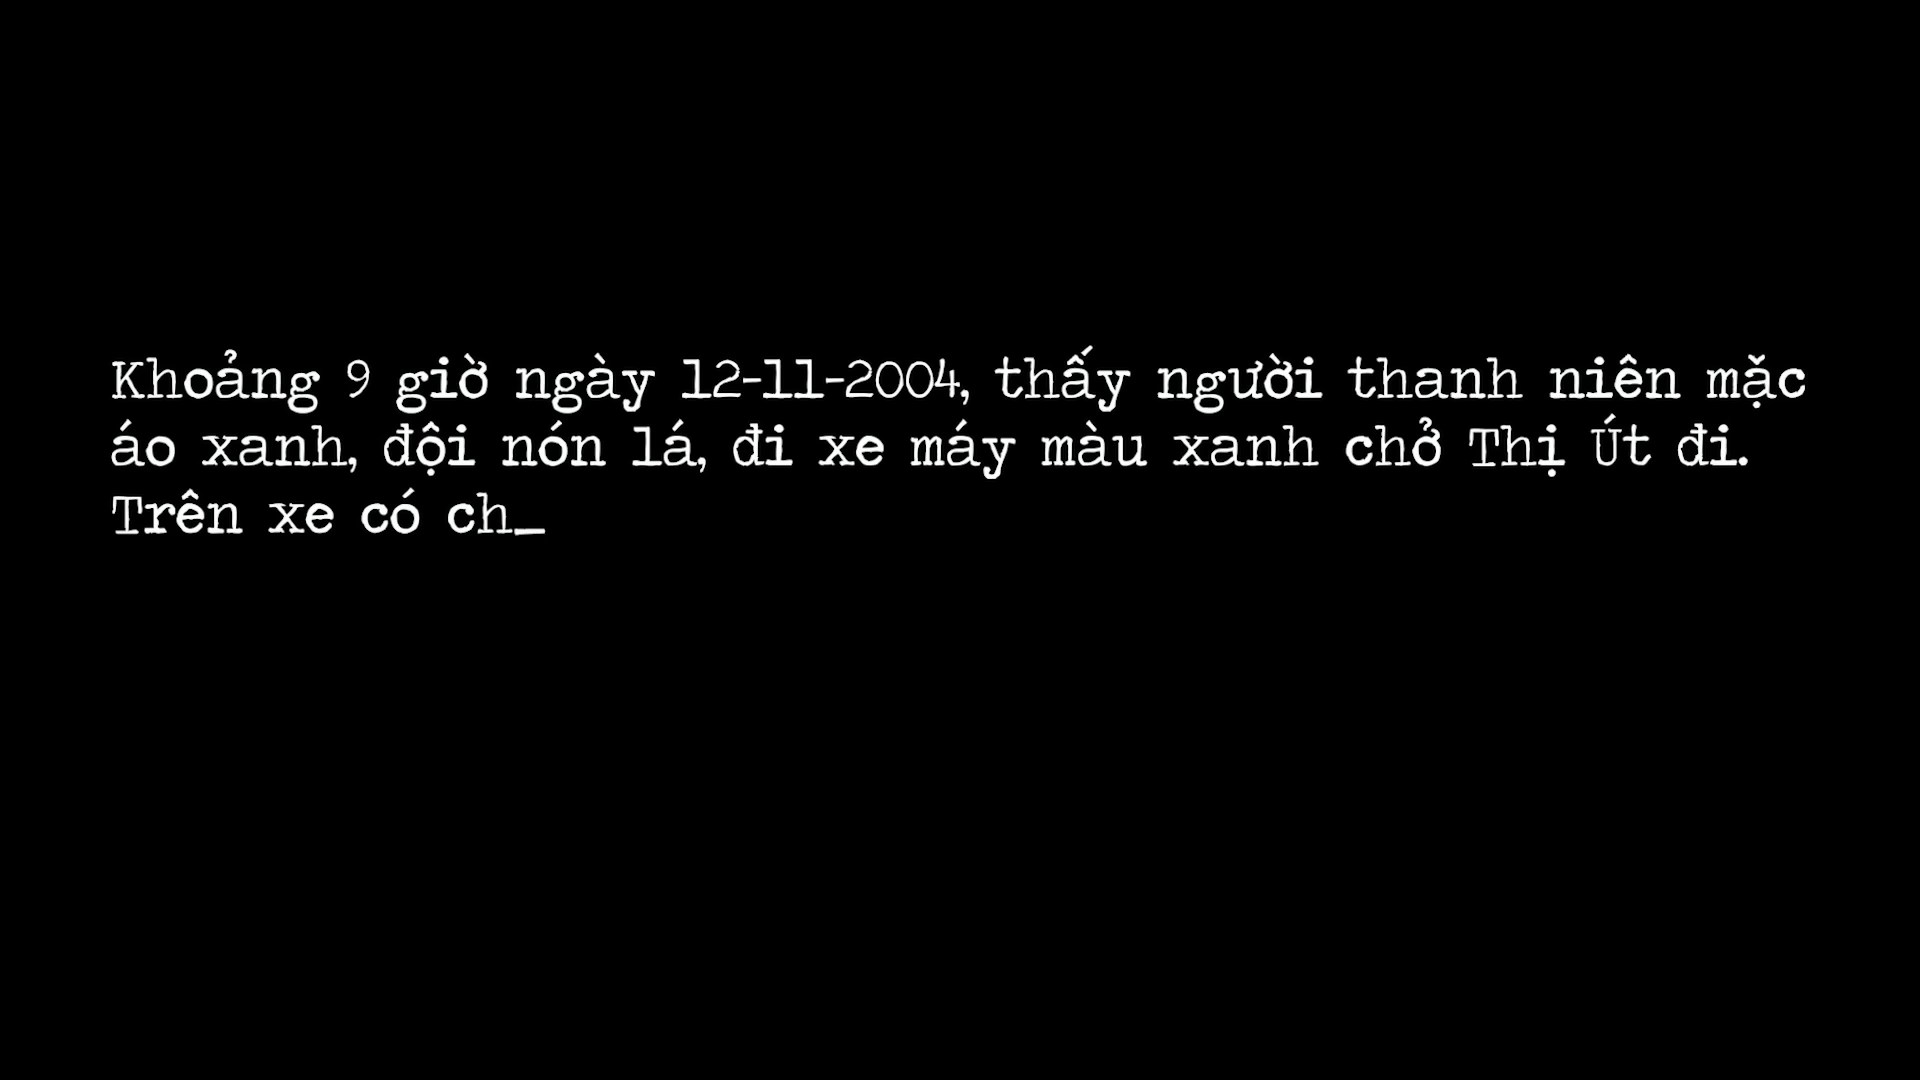 Khoảng 9 giờ ngày 12-11-2004, thấy người thanh niên mặc
áo xanh, đội nón lá, đi xe máy màu xanh chở Thị Út đi.
Trên xe có ch_